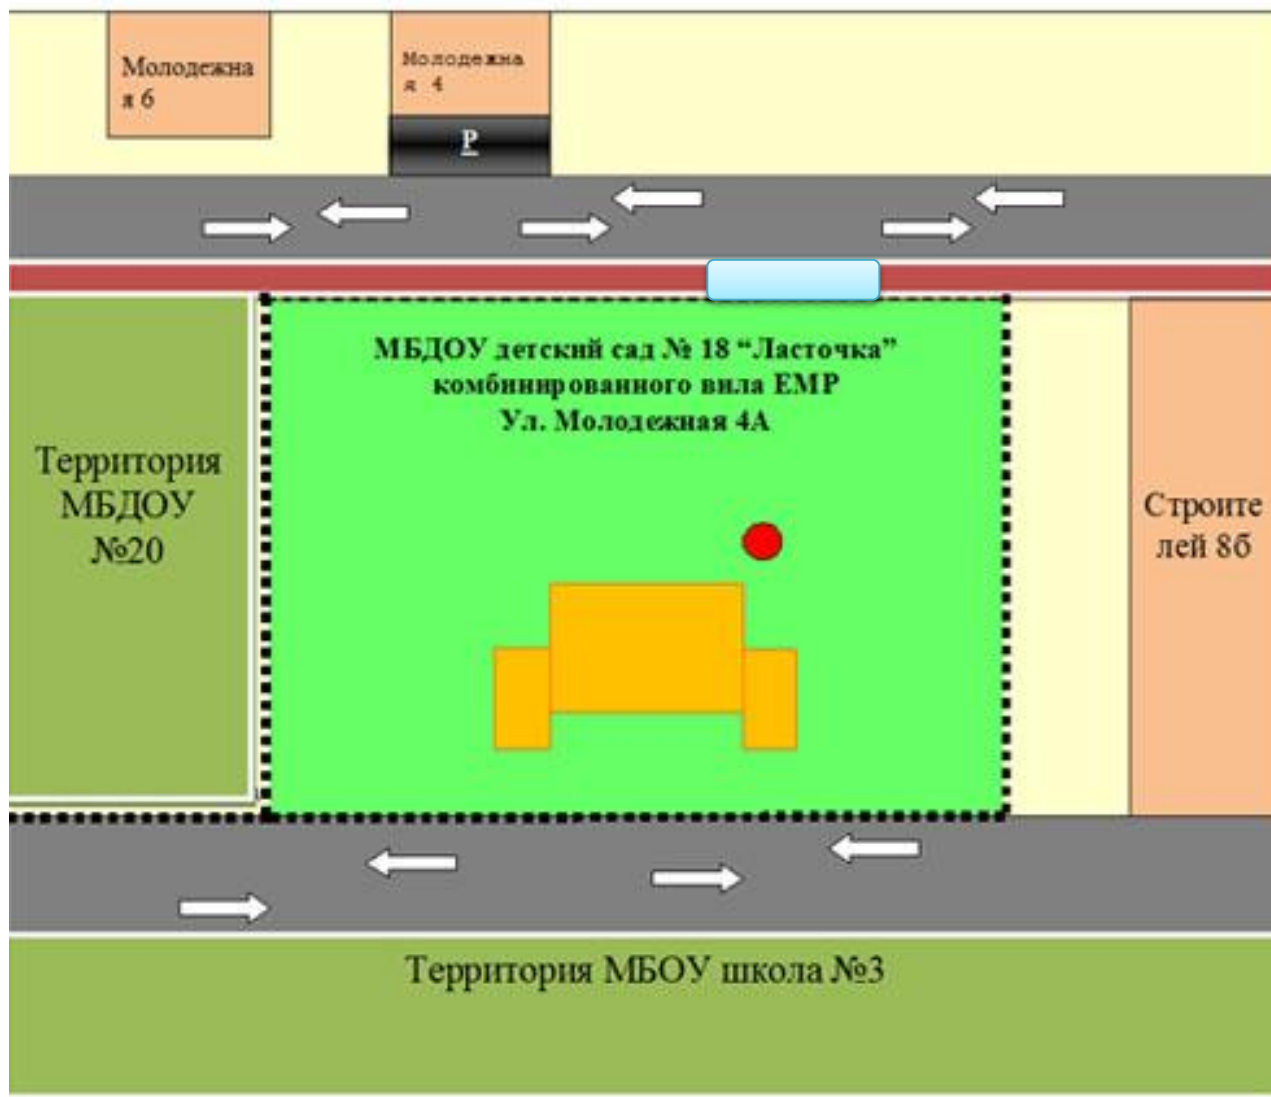 Молодежна
я 6
Молодежна
я 4
P
МБДОУ детский сад № 18 “Ласточка”
комбинированного вила ЕМР
Ул. Молодежная 4А
Территория
МБДОУ
№20
Строите
лей 8б
Территория МБОУ школа №3